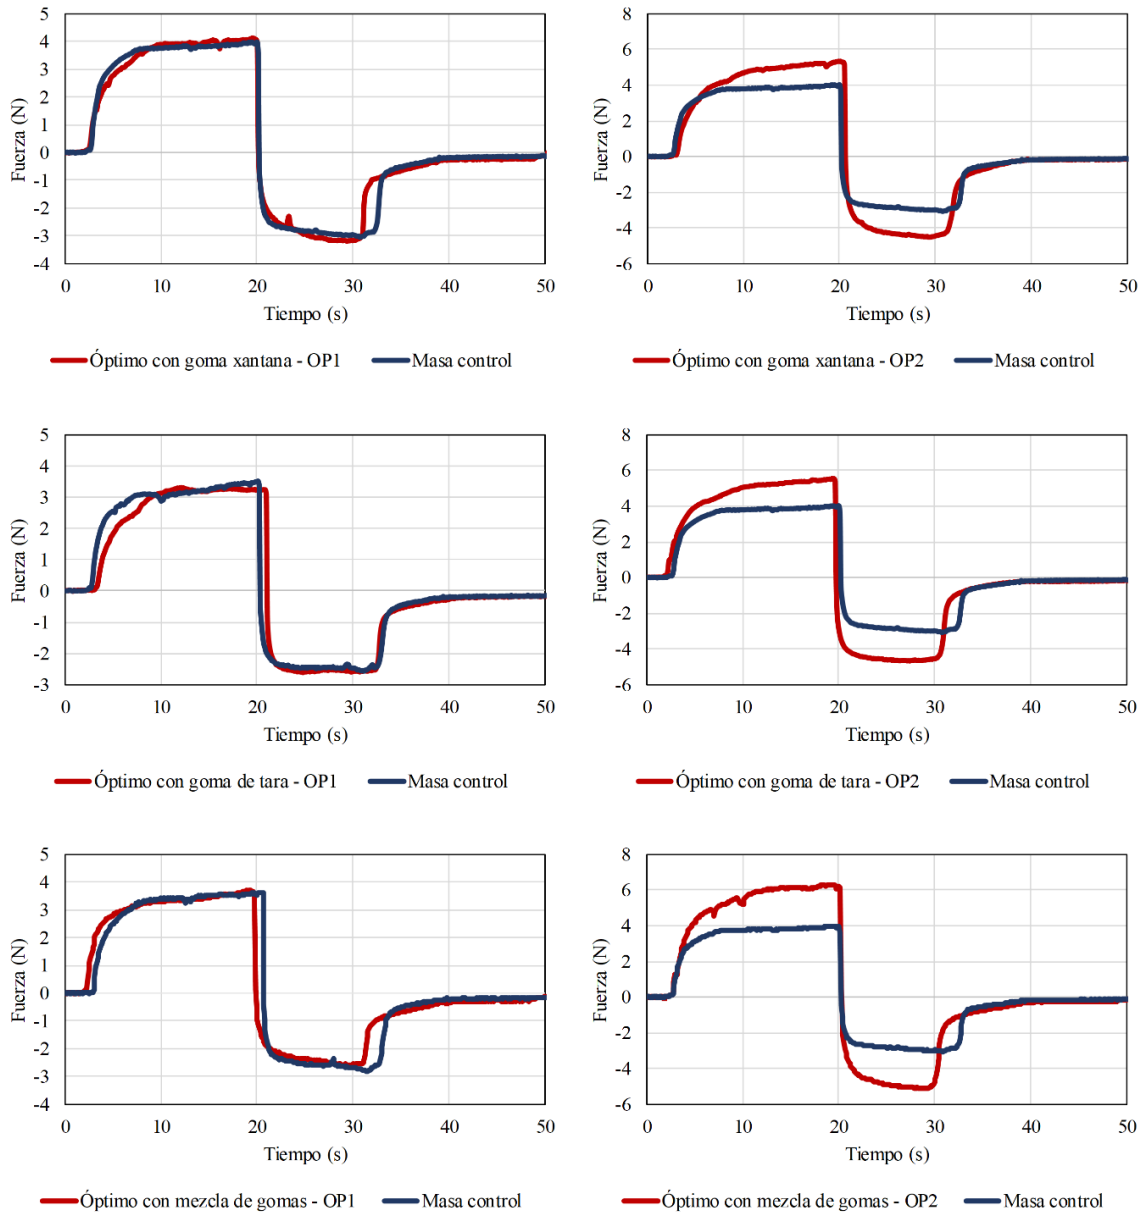 5
4
3
2
1
0
-1
-2
-3
-4
Fuerza (N)
0 10 20 30 40 50
Tiempo (s)
Óptimo con goma xantana - OP1 Masa control
8
6
4
2
0
-2
-4
-6
Fuerza (N)
0 10 20 30 40 50
Tiempo (s)
Óptimo con goma xantana - OP2 Masa control
5
4
3
2
1
0
-1
-2
-3
Fuerza (N)
0 10 20 30 40 50
Tiempo (s)
Óptimo con goma de tara - OP1 Masa control
8
6
4
2
0
-2
-4
-6
Fuerza (N)
0 10 20 30 40 50
Tiempo (s)
Óptimo con goma de tara - OP2 Masa control
5
4
3
2
1
0
-1
-2
-3
-4
Fuerza (N)
0 10 20 30 40 50
Tiempo (s)
Óptimo con mezcla de gomas - OP1 Masa control
8
6
4
2
0
-2
-4
-6
Fuerza (N)
0 10 20 30 40 50
Tiempo (s)
Óptimo con mezcla de gomas - OP2 Masa control